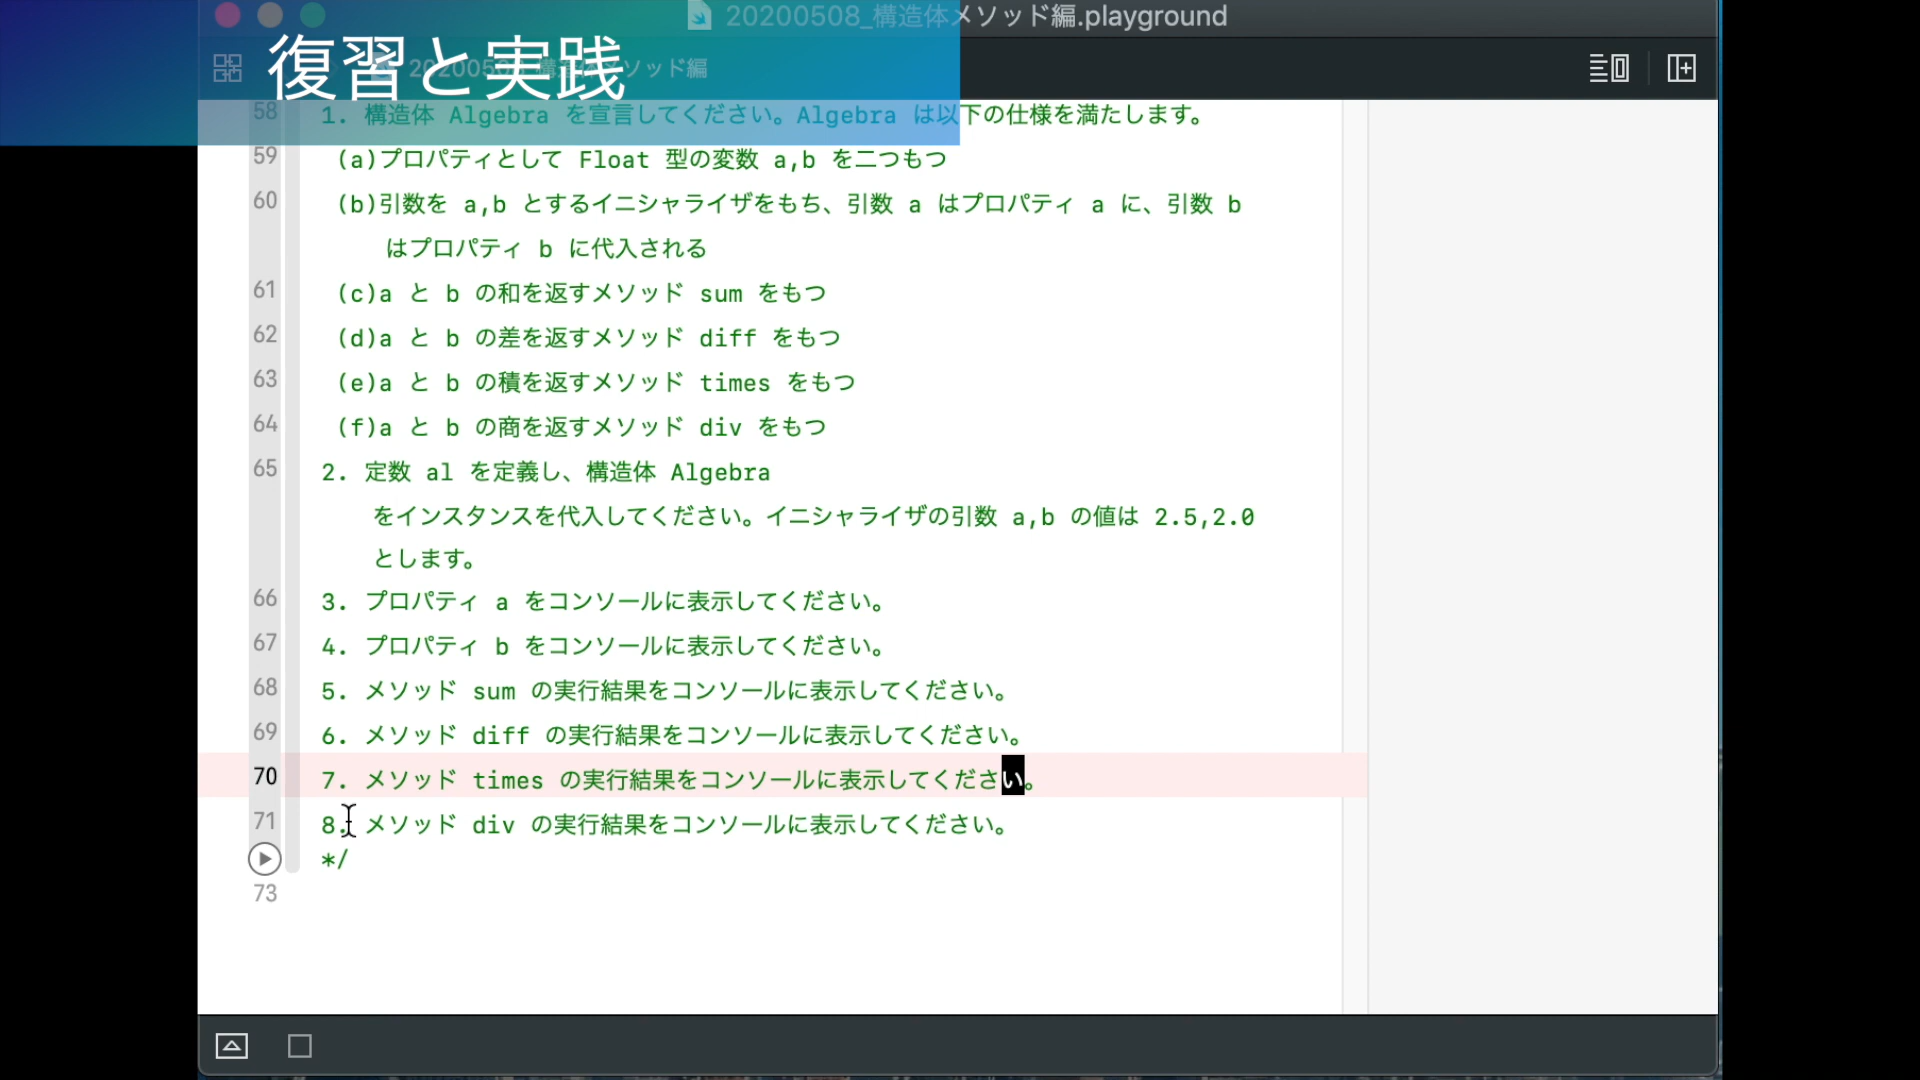 20200508_構造体メソッド編.playground
復習と実践
20200508_構造体メソッド編
58 1. 構造体 Algebra を宣言してください。Algebra は以下の仕様を満たします。
59 (a)プロパティとして Float 型の変数 a,b を二つもつ
60 (b)引数を a,b とするイニシャライザをもち、引数 a はプロパティ a に、引数 b
はプロパティ b に代入される
61 (c)a と b の和を返すメソッド sum をもつ
62 (d)a と b の差を返すメソッド diff をもつ
63 (e)a と b の積を返すメソッド times をもつ
64 (f)a と b の商を返すメソッド div をもつ
65 2. 定数 al を定義し、構造体 Algebra
をインスタンスを代入してください。イニシャライザの引数 a,b の値は 2.5,2.0
とします。
66 3. プロパティ a をコンソールに表示してください。
67 4. プロパティ b をコンソールに表示してください。
68 5. メソッド sum の実行結果をコンソールに表示してください。
69 6. メソッド diff の実行結果をコンソールに表示してください。
70 7. メソッド times の実行結果をコンソールに表示してください。
71 8. メソッド div の実行結果をコンソールに表示してください。
*/
73